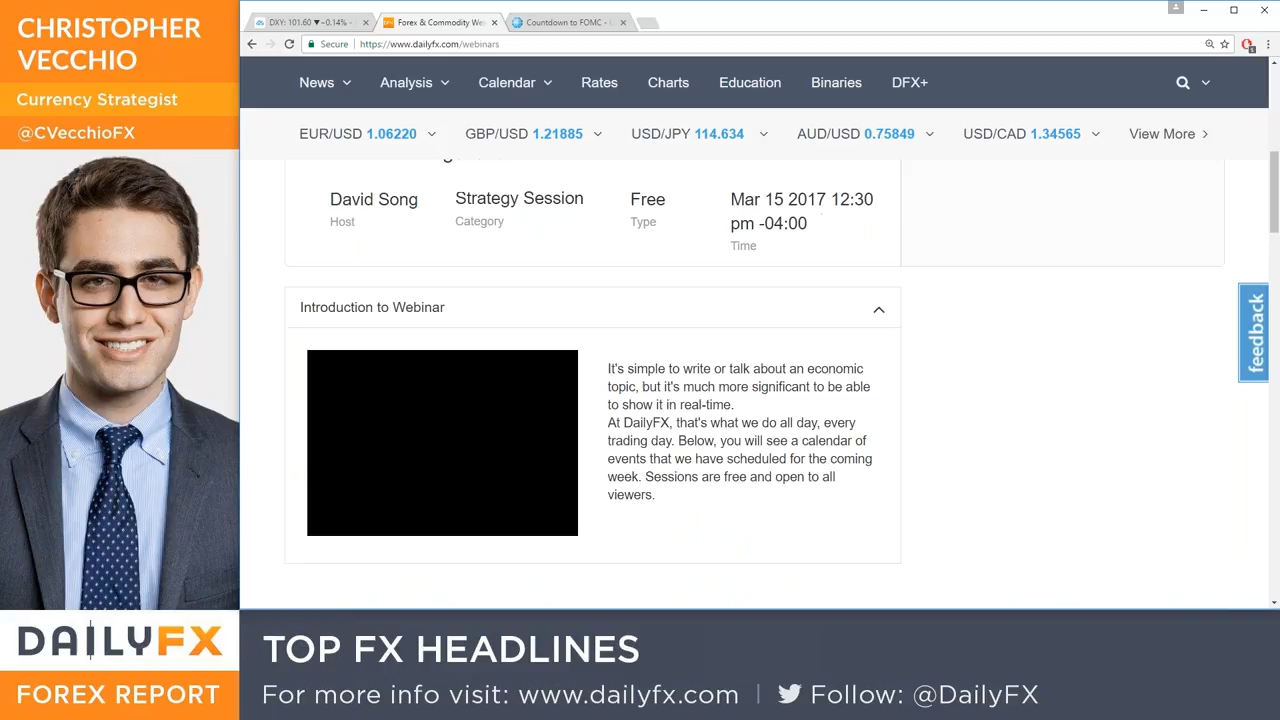 CHRISTOPHER
VECCHIO
Currency Strategist
@CVecchioFX
DXY: 101.60 ▼−0.14% -
Forex & Commodity We
Countdown to FOMC -
Secure
https://www.dailyfx.com/webinars
News
Analysis
Calendar
Rates
Charts
Education
Binaries
DFX+
EUR/USD 1.06220
GBP/USD 1.21885
USD/JPY 114.634
AUD/USD 0.75849
USD/CAD 1.34565
View More
David Song
Host
Strategy Session
Category
Free
Type
Mar 15 2017 12:30
pm -04:00
Time
Introduction to Webinar
It's simple to write or talk about an economic
topic, but it's much more significant to be able
to show it in real-time.
At DailyFX, that's what we do all day, every
trading day. Below, you will see a calendar of
events that we have scheduled for the coming
week. Sessions are free and open to all
viewers.
feedback
DAILYFX
FOREX REPORT
TOP FX HEADLINES
For more info visit: www.dailyfx.com | Follow: @DailyFX